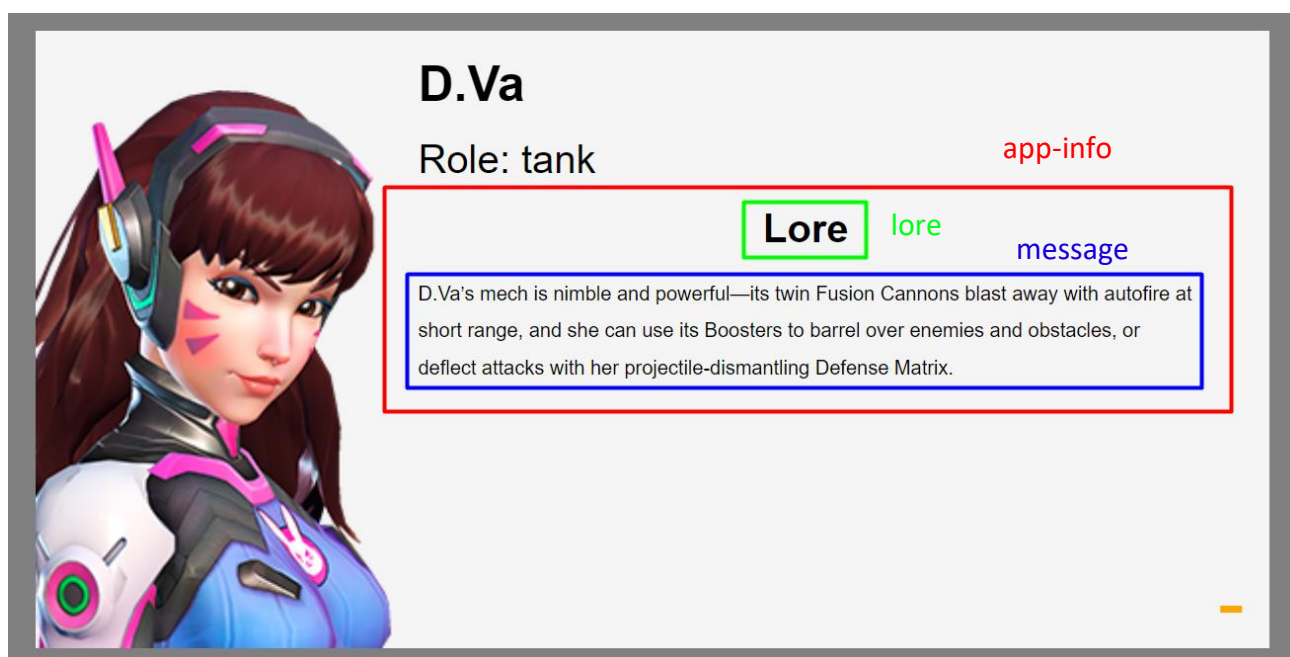 D.Va
Role: tank
app-info
Lore
lore
message
D.Va’s mech is nimble and powerful—its twin Fusion Cannons blast away with autofire at
short range, and she can use its Boosters to barrel over enemies and obstacles, or
deflect attacks with her projectile-dismantling Defense Matrix.